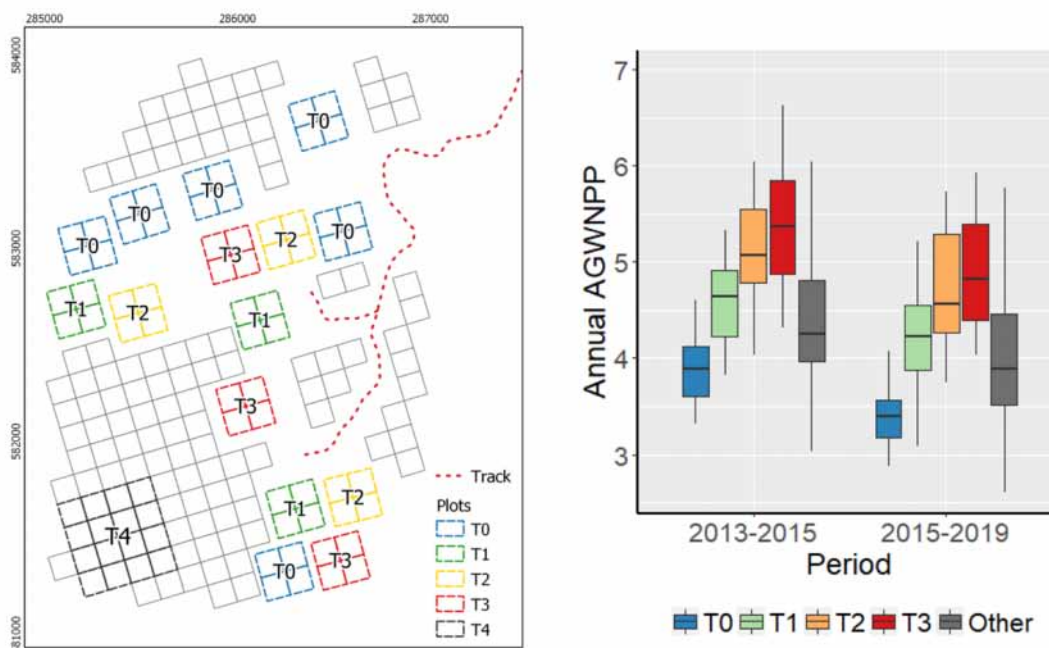 285000 286000 287000
584000
T0
T0
T0
T0
T0
583000
T2
T3
T1
T2
T1
T3
582000
Track
Plots
T0
T1
T2
T3
T4
T1
T2
T4
T0
T3
581000
7
6
5
4
3
Annual AGWNPP
2013-2015 2015-2019
Period
T0 T1 T2 T3 Other